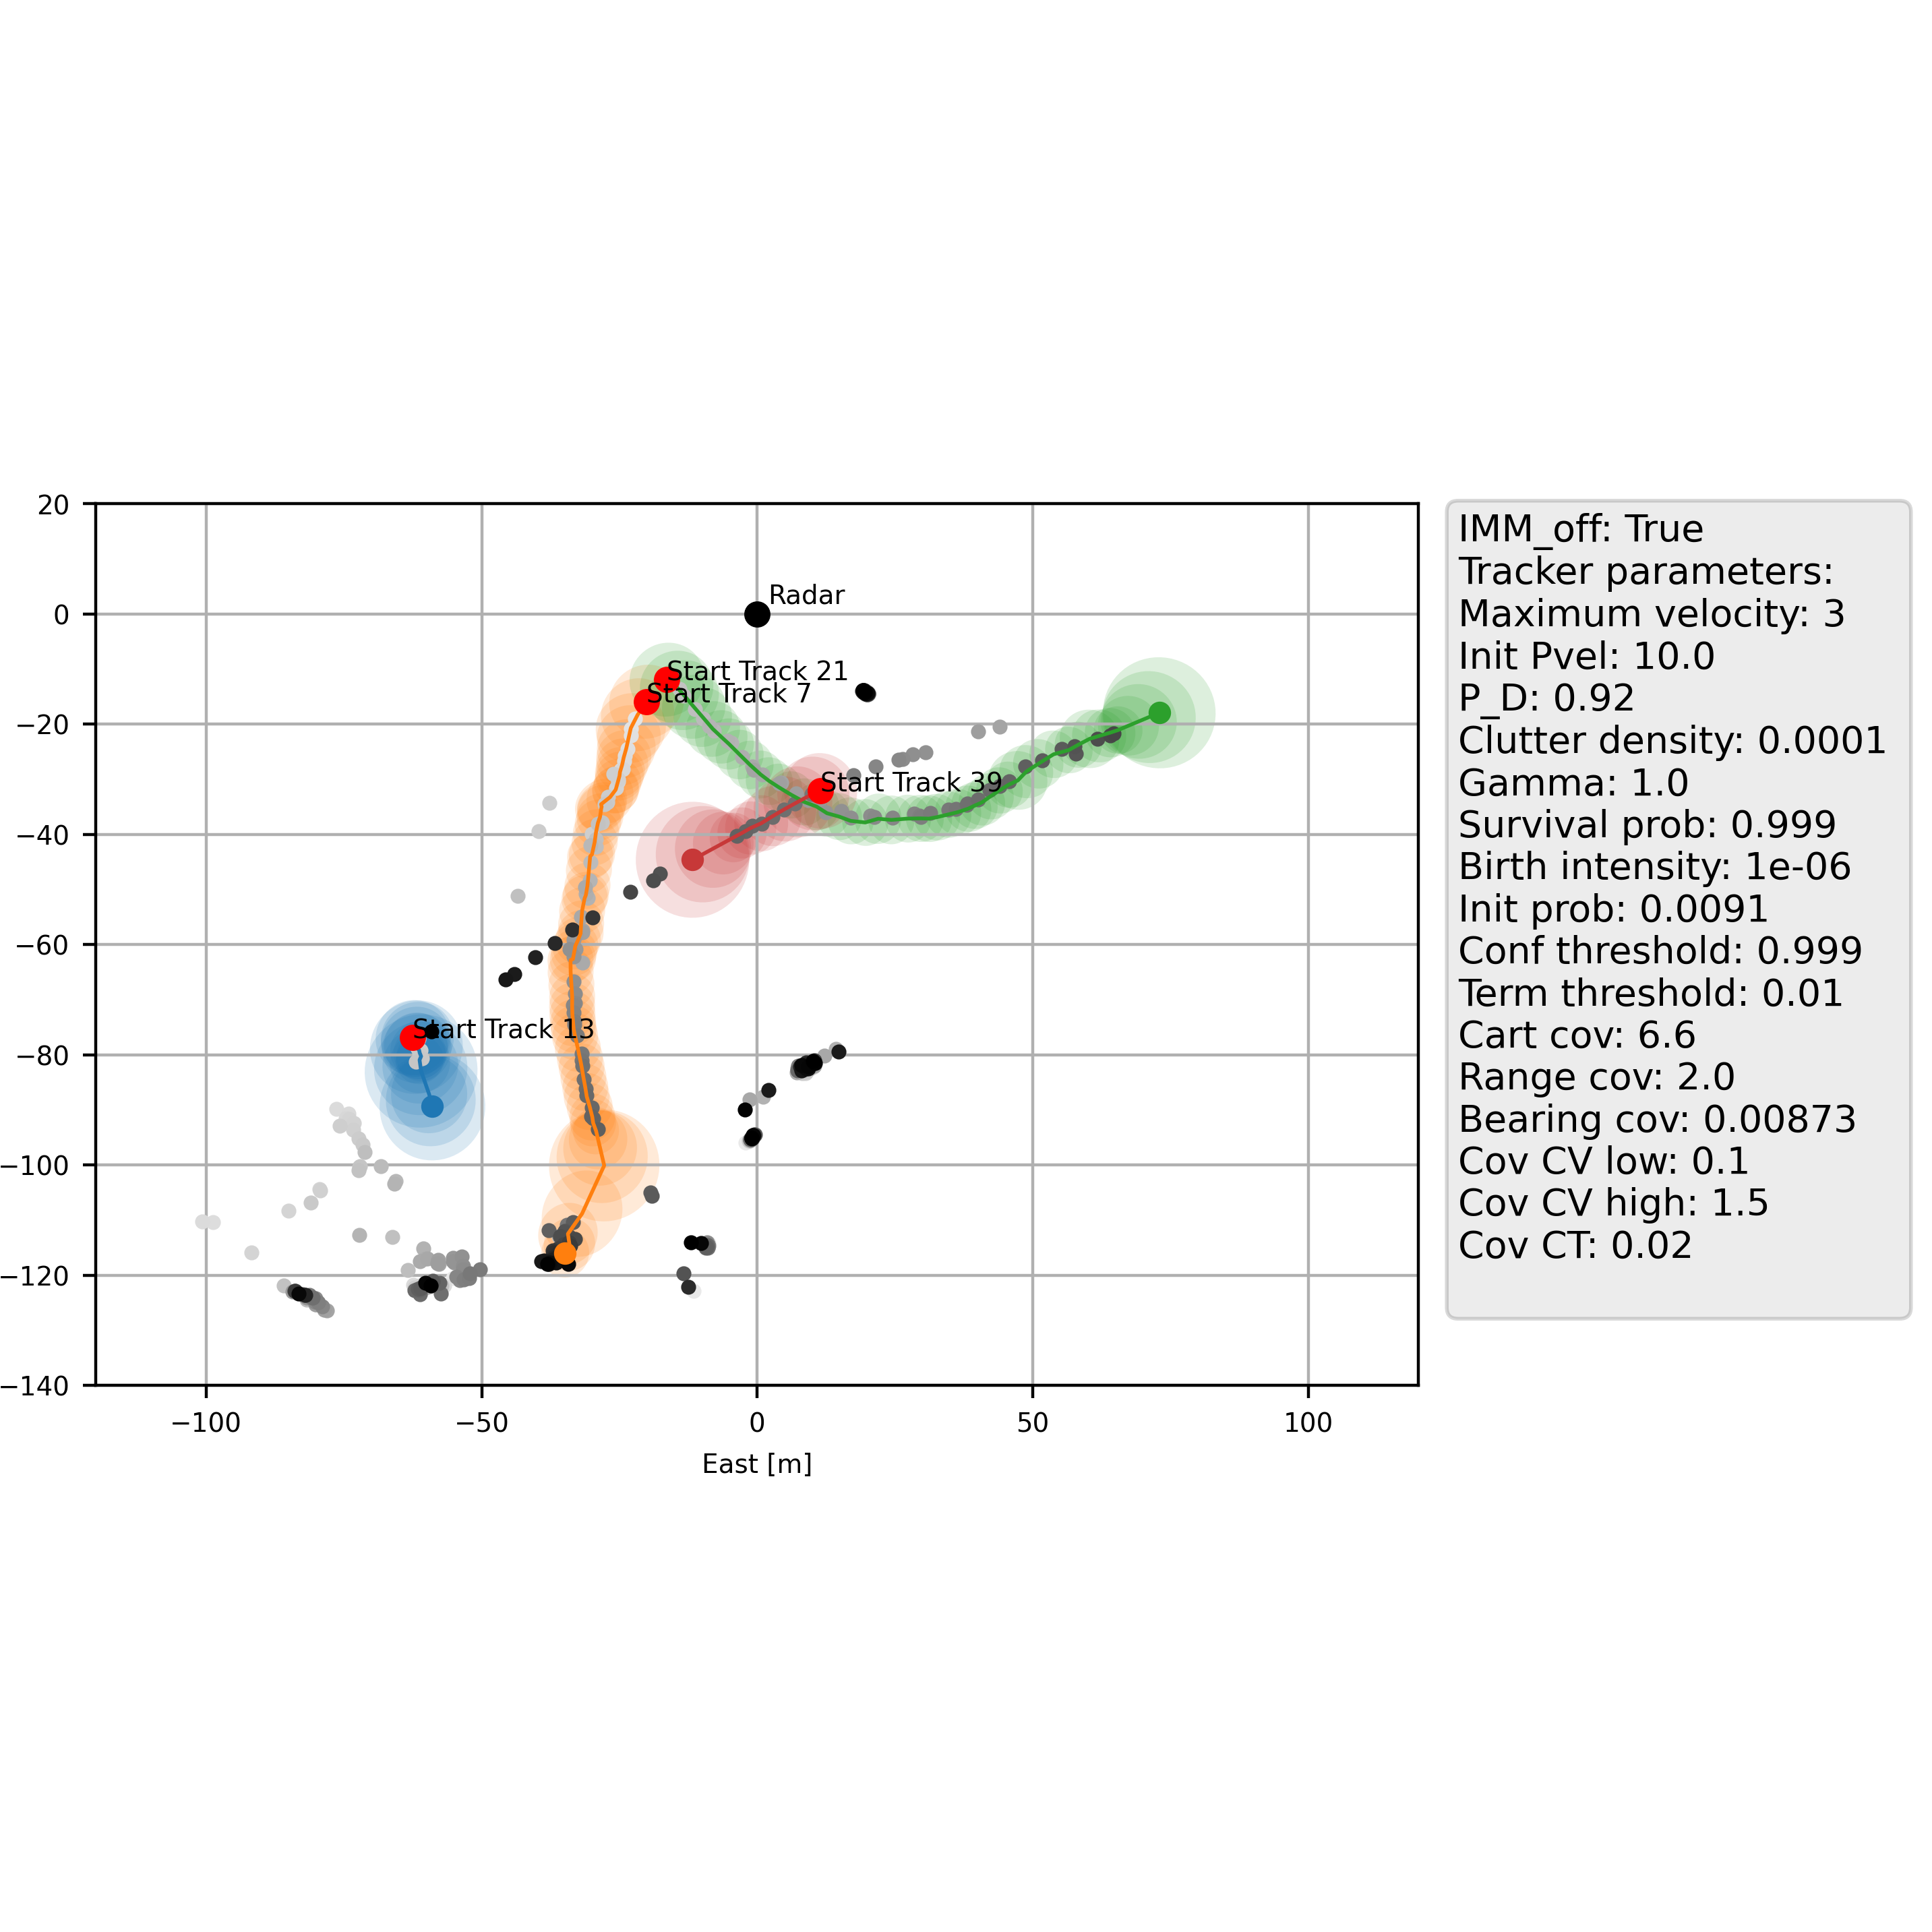 20
0
−20
−40
−60
−80
−100
−120
−140
−100
−50
0
50
100
East [m]
Radar
Start Track 21
Start Track 7
Start Track 39
Start Track 13
IMM_off: True
Tracker parameters:
Maximum velocity: 3
Init Pvel: 10.0
P_D: 0.92
Clutter density: 0.0001
Gamma: 1.0
Survival prob: 0.999
Birth intensity: 1e-06
Init prob: 0.0091
Conf threshold: 0.999
Term threshold: 0.01
Cart cov: 6.6
Range cov: 2.0
Bearing cov: 0.00873
Cov CV low: 0.1
Cov CV high: 1.5
Cov CT: 0.02